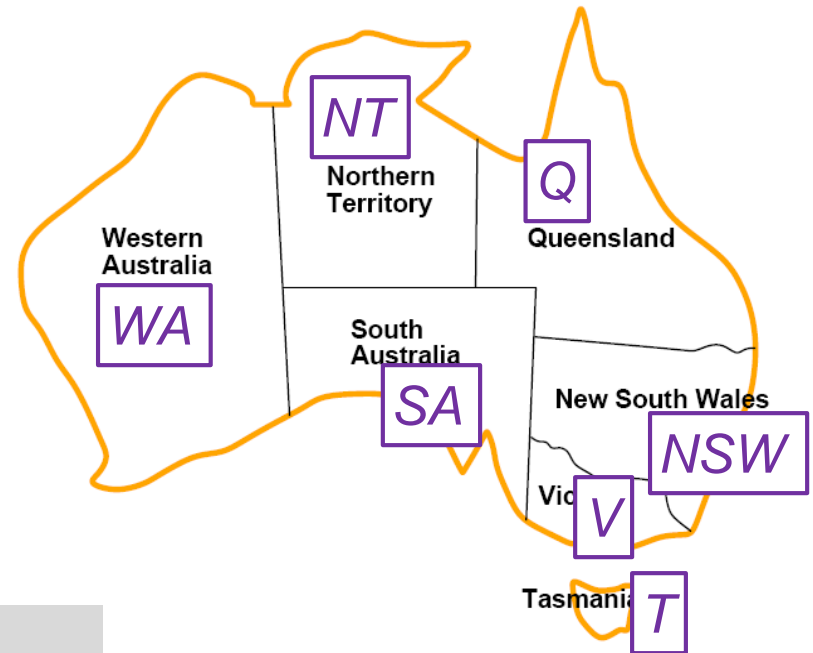 NT
Northern
Territory
Q
Queensland
Western
Australia
WA
South
Australia
SA
New South Wales
NSW
Vic
V
Tasmania
T